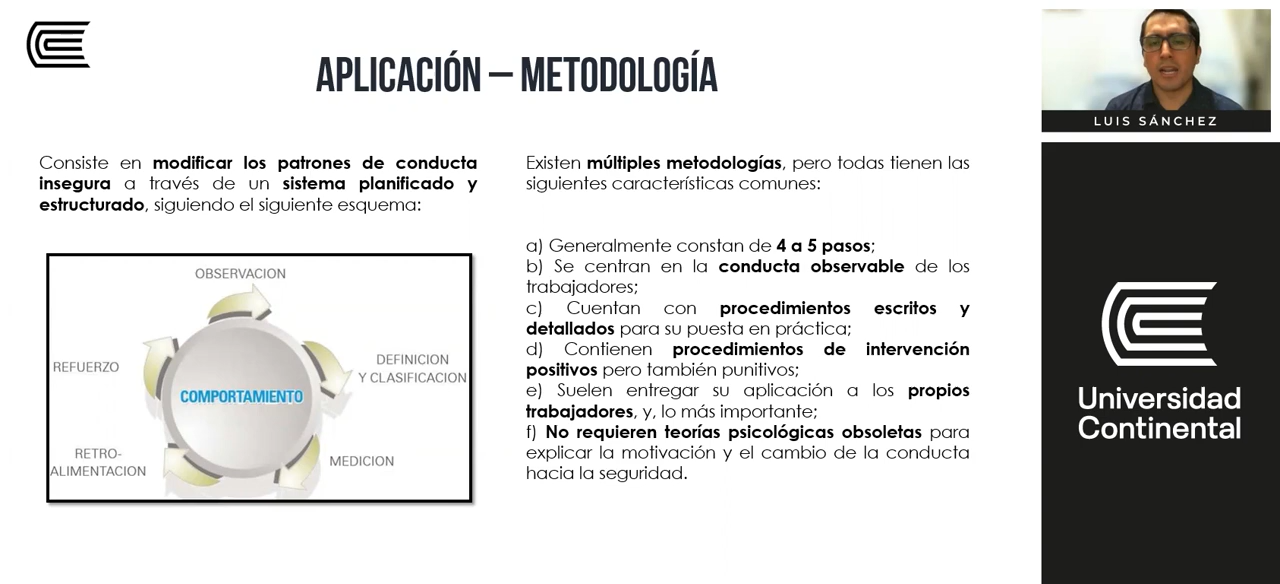 APLICACIÓN – METODOLOGÍA
Consiste en modificar los patrones de conducta
insegura a través de un sistema planificado y
estructurado, siguiendo el siguiente esquema:
OBSERVACION
DEFINICION
Y CLASIFICACION
MEDICION
RETRO-
ALIMENTACION
REFUERZO
COMPORTAMIENTO
Existen múltiples metodologías, pero todas tienen las
siguientes características comunes:
a) Generalmente constan de 4 a 5 pasos;
b) Se centran en la conducta observable de los
trabajadores;
c) Cuentan con procedimientos escritos y
detallados para su puesta en práctica;
d) Contienen procedimientos de intervención
positivos pero también punitivos;
e) Suelen entregar su aplicación a los propios
trabajadores, y, lo más importante;
f) No requieren teorías psicológicas obsoletas para
explicar la motivación y el cambio de la conducta
hacia la seguridad.
LUIS SÁNCHEZ
Universidad
Continental